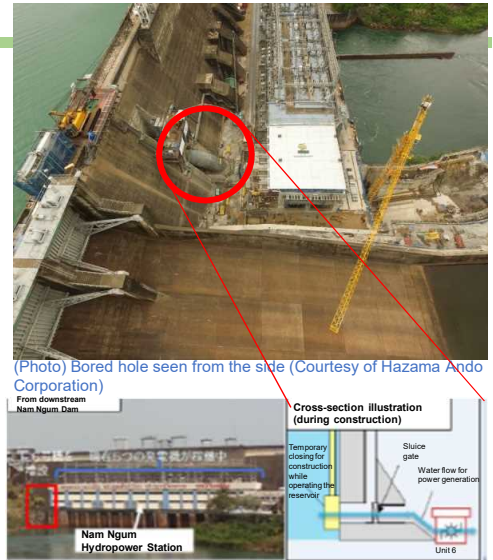 (Photo) Bored hole seen from the side (Courtesy of Hazama Ando
Corporation)
From downstream
Nam Ngum Dam
Nam Ngum
Hydropower Station
Cross-section illustration
(during construction)
Temporary
closing for
construction
while
operating the
reservoir
Sluice
gate
Water flow for
power generation
Unit 6